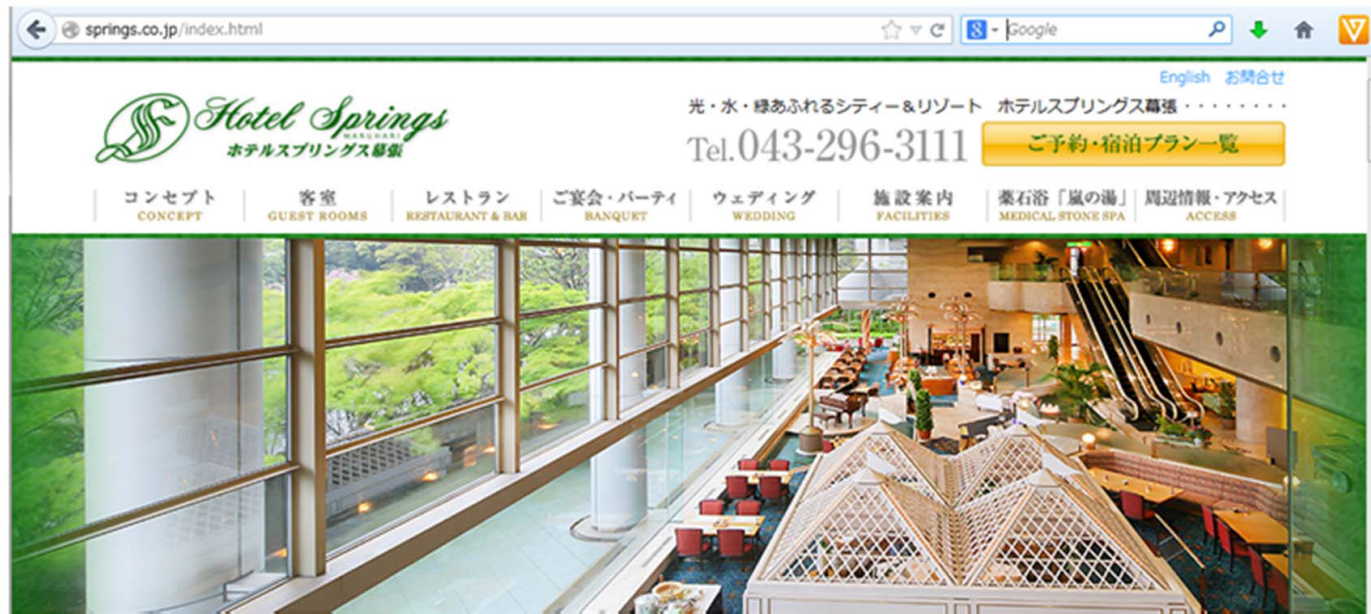 springs.co.jp/index.html
Google
English お問合せ
Hotel Springs
MAKUHARI
ホテルスプリングス幕張
光・水・緑あふれるシティー&リゾート ホテルスプリングス幕張・・・・・・・・・
Tel.043-296-3111
ご予約・宿泊プラン一覧
コンセプト 客室 レストラン ご宴会・パーティ ウェディング 施設案内 薬石浴「嵐の湯」 周辺情報・アクセス
CONCEPT GUEST ROOMS RESTAURANT & BAR BANQUET WEDDING FACILITIES MEDICAL STONE SPA ACCESS